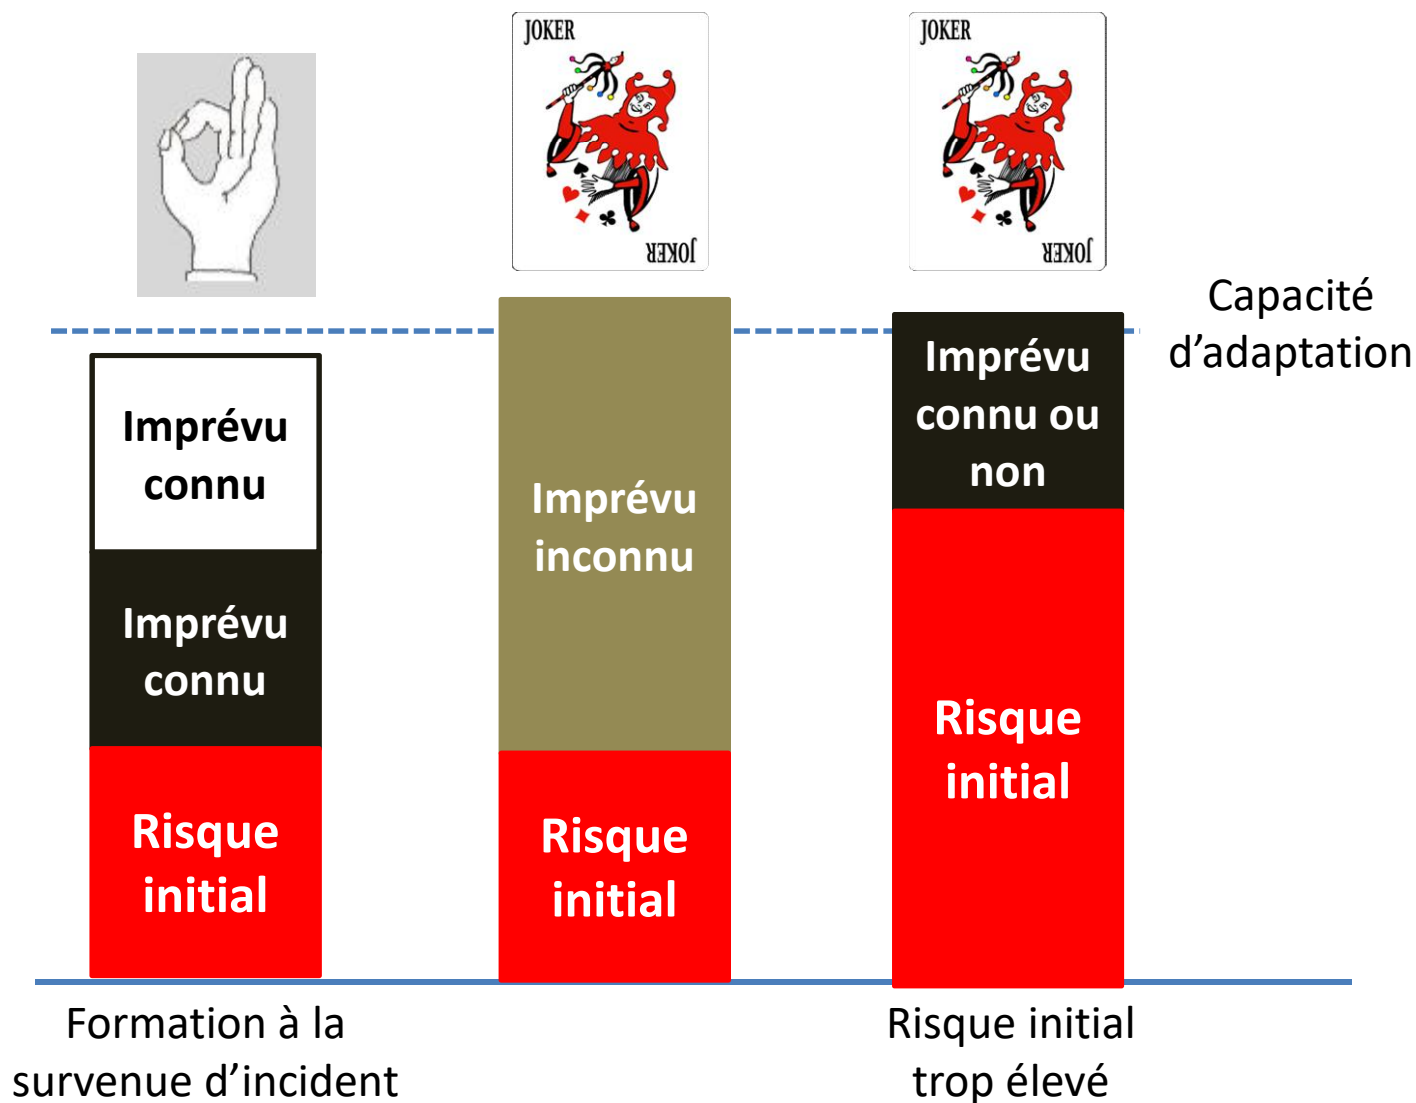 JOKER
JOKER
JOKER
JOKER
Capacité
d'adaptation
Imprévu
connu
Imprévu
connu
Risque
initial
Imprévu
inconnu
Risque
initial
Imprévu
connu ou
non
Risque
initial
Formation à la
survenue d'incident
Risque initial
trop élevé